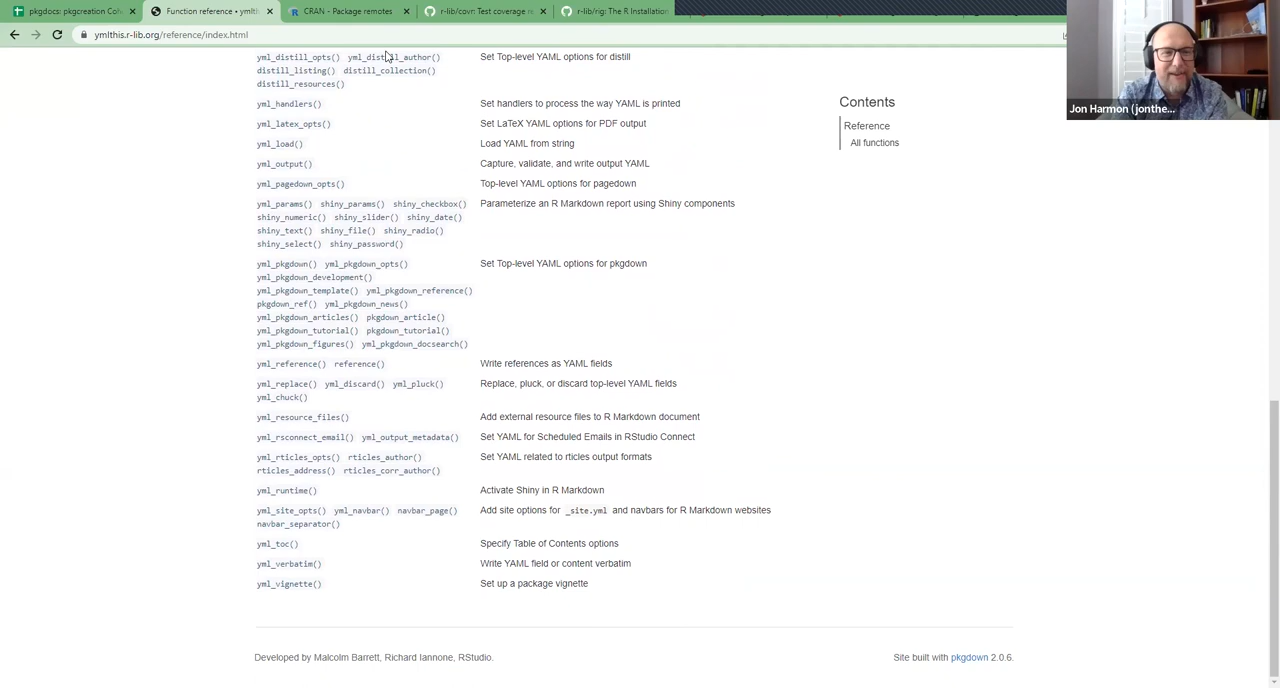 pkgdocs: pkgcreation Coh
Function reference • ymlth
CRAN - Package remotes
r-lib/covr: Test coverage re
r-lib/rig: The R Installation
ymlthis.r-lib.org/reference/index.html
Jon Harmon (jonthe...
yml_distill_opts() yml_distill_author()
distill_listing() distill_collection()
distill_resources()
Set Top-level YAML options for distill
yml_handlers()
Set handlers to process the way YAML is printed
yml_latex_opts()
Set LaTeX YAML options for PDF output
yml_load()
Load YAML from string
yml_output()
Capture, validate, and write output YAML
yml_pagedown_opts()
Top-level YAML options for pagedown
yml_params() shiny_params() shiny_checkbox()
shiny_numeric() shiny_slider() shiny_date()
shiny_text() shiny_file() shiny_radio()
shiny_select() shiny_password()
Parameterize an R Markdown report using Shiny components
yml_pkgdown() yml_pkgdown_opts()
yml_pkgdown_development()
yml_pkgdown_template() yml_pkgdown_reference()
pkgdown_ref() yml_pkgdown_news()
yml_pkgdown_articles() pkgdown_article()
yml_pkgdown_tutorial() pkgdown_tutorial()
yml_pkgdown_figures() yml_pkgdown_docsearch()
Set Top-level YAML options for pkgdown
yml_reference() reference()
Write references as YAML fields
yml_replace() yml_discard() yml_pluck()
yml_chuck()
Replace, pluck, or discard top-level YAML fields
yml_resource_files()
Add external resource files to R Markdown document
yml_rsconnect_email() yml_output_metadata()
Set YAML for Scheduled Emails in RStudio Connect
yml_rticles_opts() rticles_author()
rticles_address() rticles_corr_author()
Set YAML related to rticles output formats
yml_runtime()
Activate Shiny in R Markdown
yml_site_opts() yml_navbar() navbar_page()
navbar_separator()
Add site options for _site.yml and navbars for R Markdown websites
yml_toc()
Specify Table of Contents options
yml_verbatim()
Write YAML field or content verbatim
yml_vignette()
Set up a package vignette
Contents
Reference
All functions
Developed by Malcolm Barrett, Richard Iannone, RStudio.
Site built with pkgdown 2.0.6.